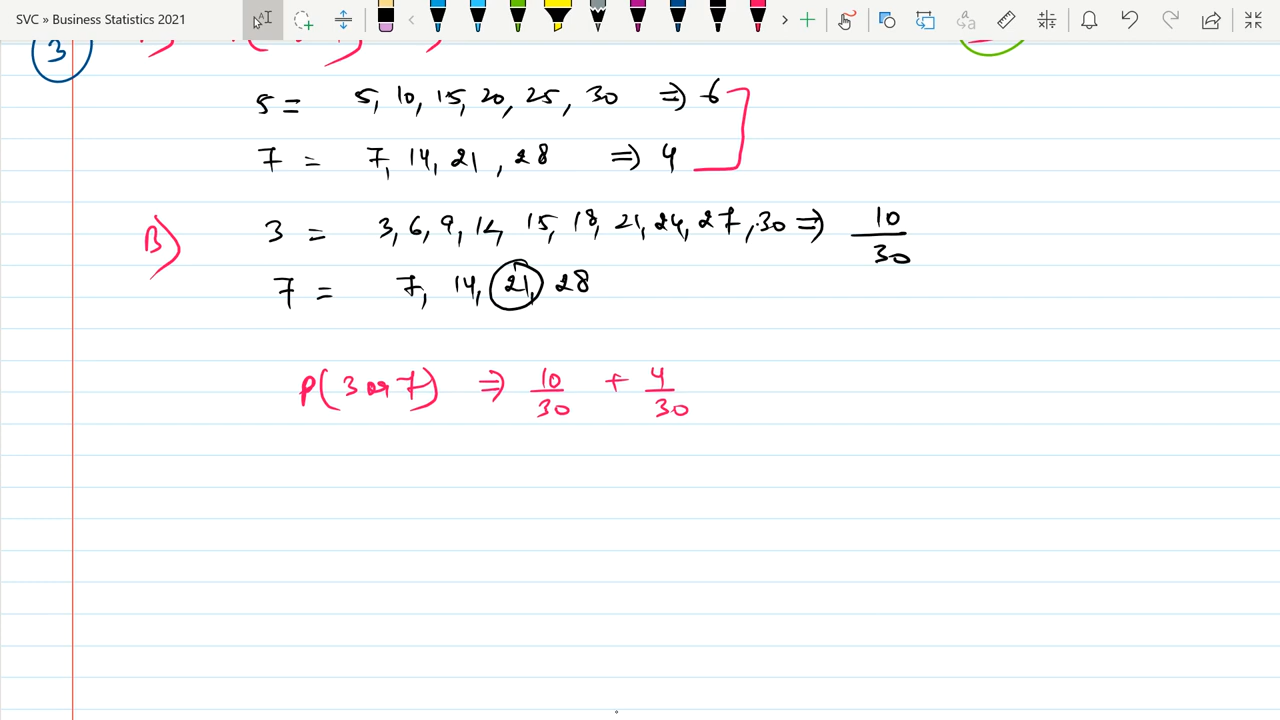 SVC » Business Statistics 2021
3
5 = 5, 10, 15, 20, 25, 30 ⇒ 6
7 = 7, 14, 21, 28 ⇒ 4
B) 3 = 3, 6, 9, 12, 15, 18, 21, 24, 27, 30 ⇒ 10/30
7 = 7, 14, 21, 28
P(3 or 7) ⇒ 10/30 + 4/30